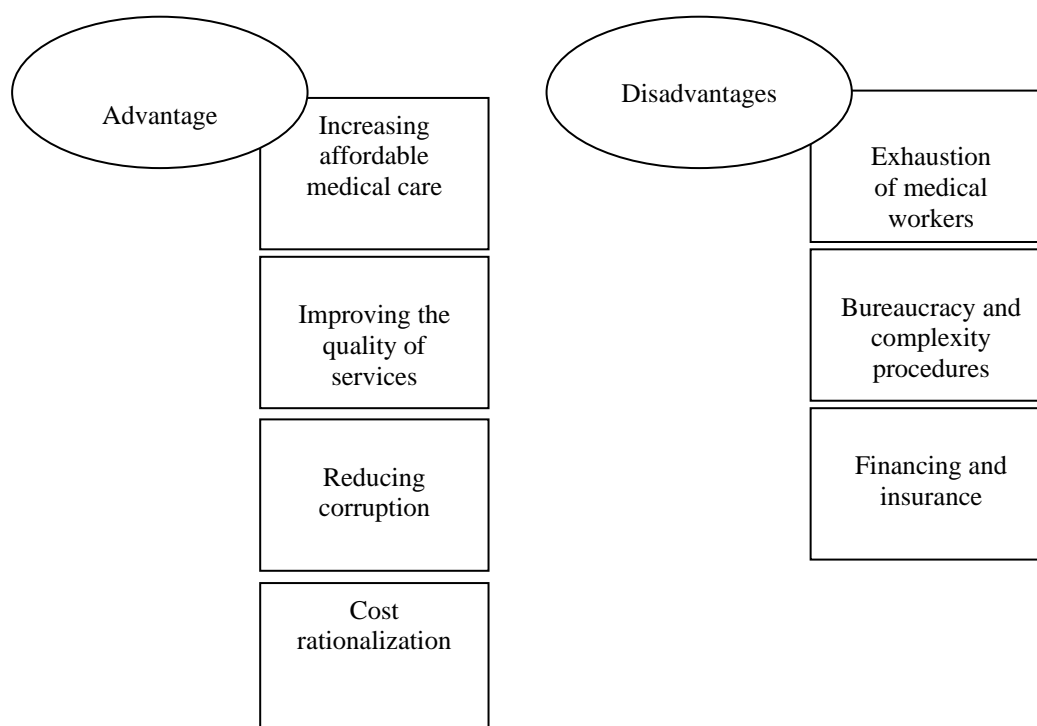 Advantage
Increasing
affordable
medical care
Improving the
quality of
services
Reducing
corruption
Cost
rationalization
Disadvantages
Exhaustion
of medical
workers
Bureaucracy and
complexity
procedures
Financing and
insurance